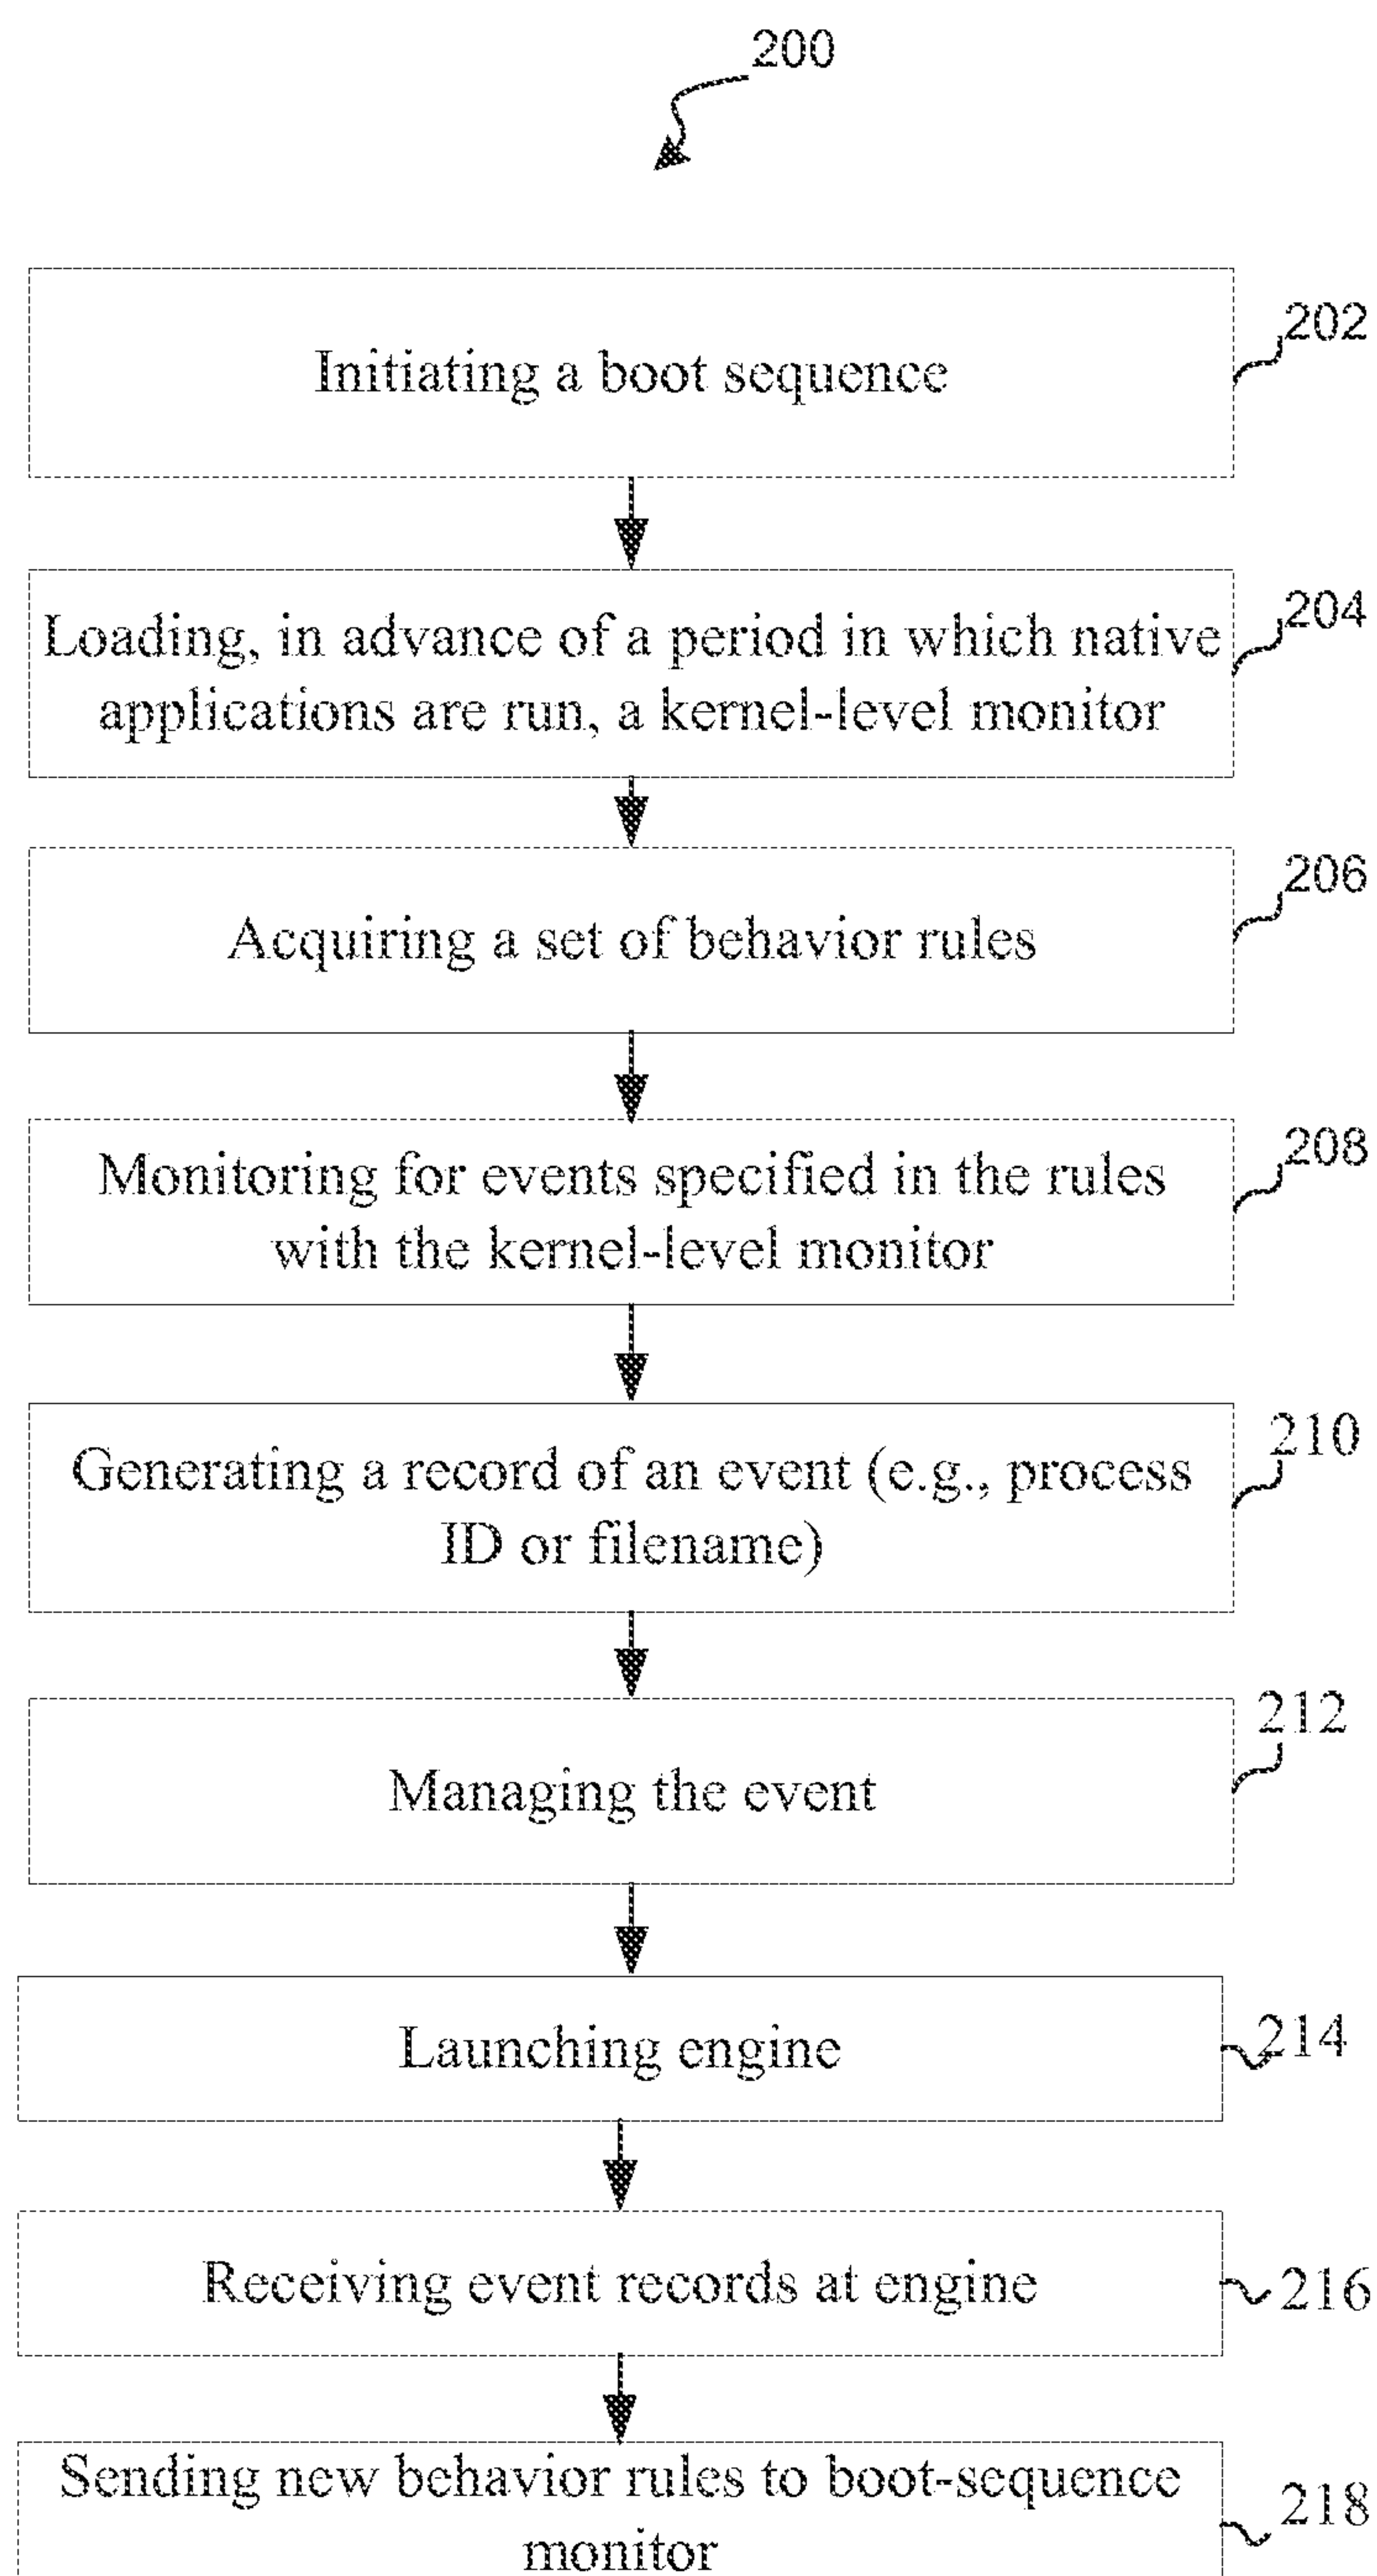 200
Initiating a boot sequence
202
Loading, in advance of a period in which native
applications are run, a kernel-level monitor
204
Acquiring a set of behavior rules
206
Monitoring for events specified in the rules
with the kernel-level monitor
208
Generating a record of an event (e.g., process
ID or filename)
210
Managing the event
212
Launching engine
214
Receiving event records at engine
216
Sending new behavior rules to boot-sequence
monitor
218